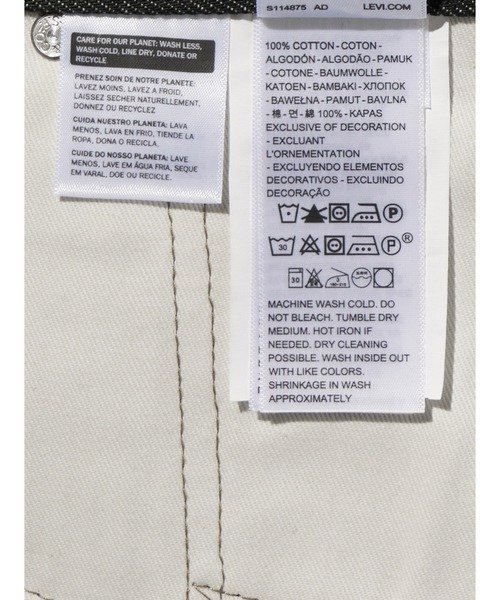 CARE FOR OUR PLANET: WASH LESS,
WASH COLD, LINE DRY, DONATE OR
RECYCLE
PRENEZ SOIN DE NOTRE PLANETE:
LAVEZ MOINS, LAVEZ A FROID,
LAISSEZ SECHER NATURELLEMENT,
DONNEZ OU RECYCLEZ
CUIDA NUESTRO PLANETA: LAVA
MENOS, LAVA EN FRIO, TIENDE LA
ROPA, DONA O RECICLA.
CUIDE DO NOSSO PLANETA: LAVE
MENOS, LAVE EM ÁGUA FRIA, SEQUE
EM VARAL, DOE OU RECICLE.
S114875 AD LEVI.COM
100% COTTON - COTON -
ALGODÓN - ALGODÃO - PAMUK
- COTONE - BAUMWOLLE -
KATOEN - BAMBAKI - ХЛОПОК
- BAWEŁNA - PAMUT - BAVLNA
- 棉 - 면 - 綿 100% - KAPAS
EXCLUSIVE OF DECORATION
- EXCLUANT
L'ORNEMENTATION
- EXCLUYENDO ELEMENTOS
DECORATIVOS - EXCLUINDO
DECORAÇÃO
P
30 P®
30
MACHINE WASH COLD. DO
NOT BLEACH. TUMBLE DRY
MEDIUM. HOT IRON IF
NEEDED. DRY CLEANING
POSSIBLE. WASH INSIDE OUT
WITH LIKE COLORS.
SHRINKAGE IN WASH
APPROXIMATELY